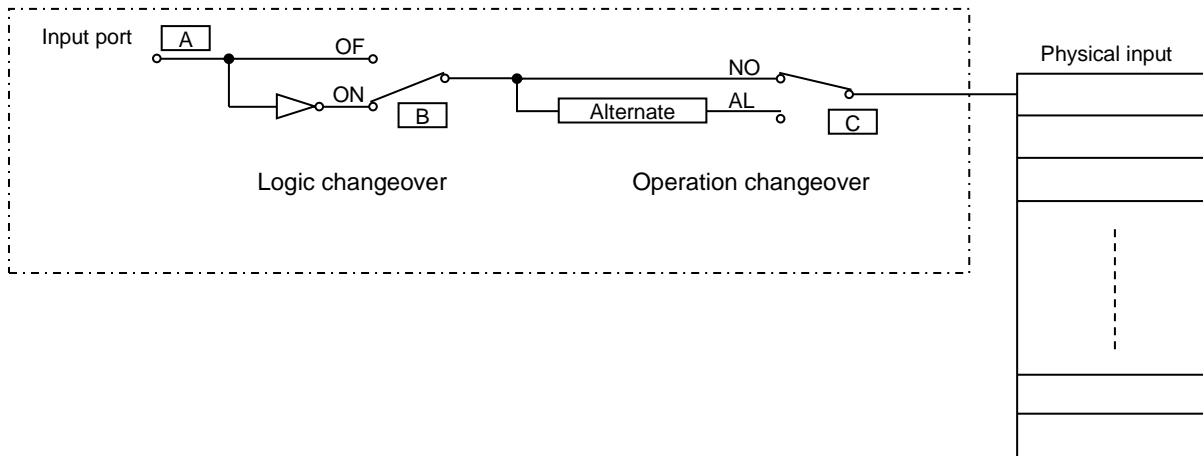 Input port
A
OF
ON
B
NO
AL
Alternate
C
Physical input
Logic changeover
Operation changeover